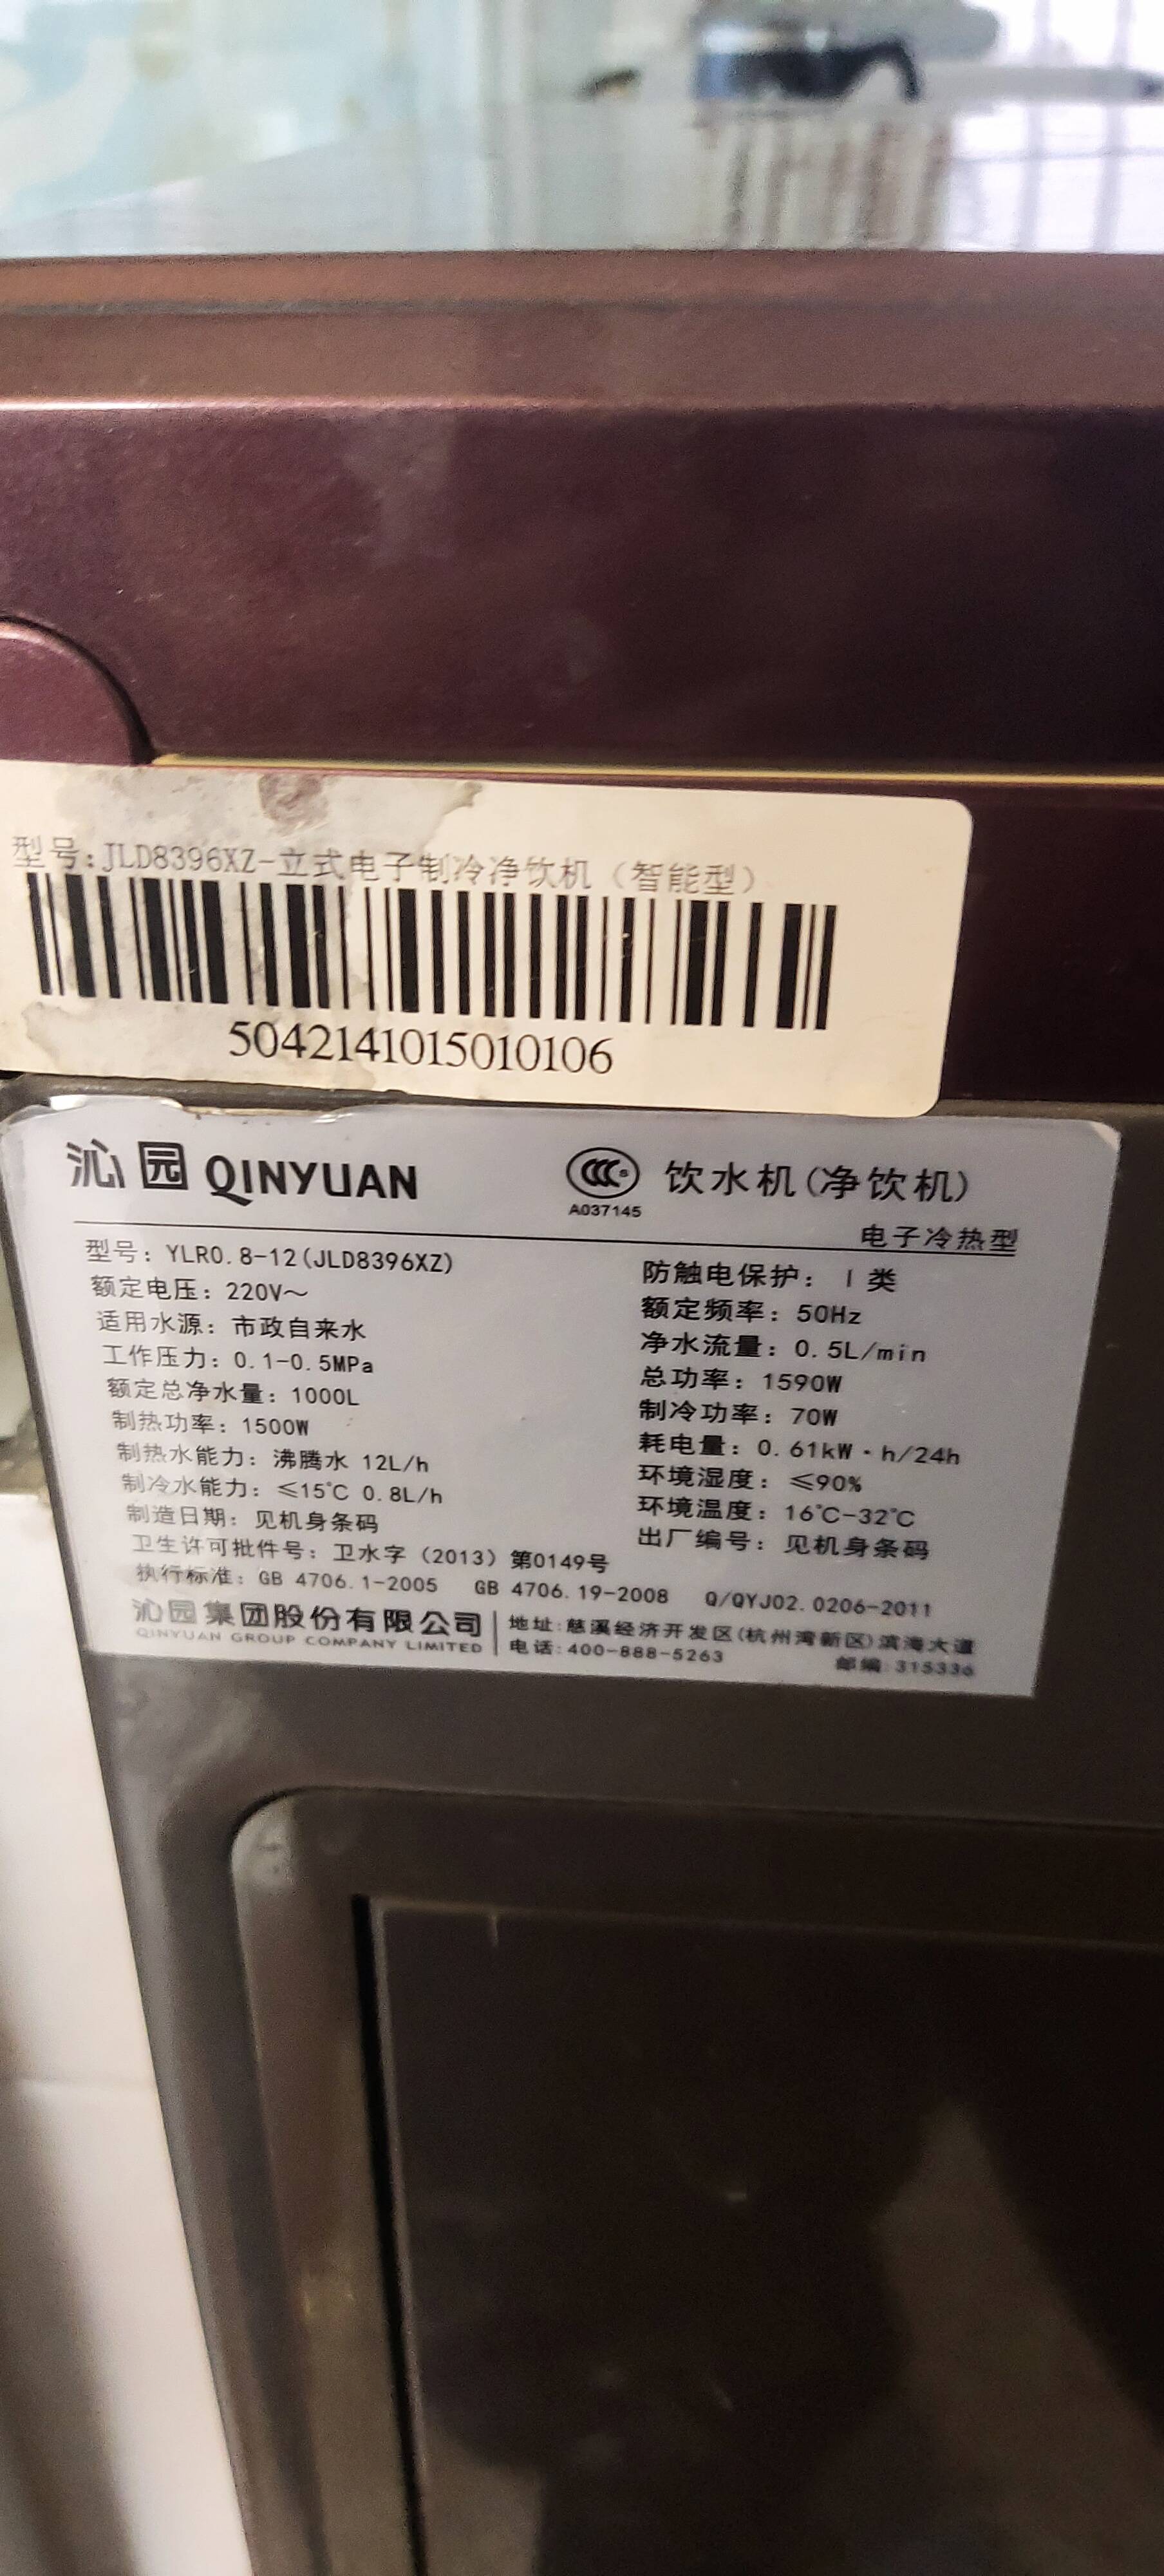 型号:JLD8396XZ-立式电子制冷净饮机（智能型）
5042141015010106
沁园 QINYUAN
CCC S
A037145
饮水机(净饮机)
电子冷热型
型号: YLR0.8-12(JLD8396XZ)
额定电压: 220V～
适用水源: 市政自来水
工作压力: 0.1-0.5MPa
额定总净水量: 1000L
制热功率: 1500W
制热水能力: 沸腾水 12L/h
制冷水能力: ≤15℃ 0.8L/h
制造日期: 见机身条码
防触电保护: I 类
额定频率: 50Hz
净水流量: 0.5L/min
总功率: 1590W
制冷功率: 70W
耗电量: 0.61kW·h/24h
环境湿度: ≤90%
环境温度: 16℃-32℃
出厂编号: 见机身条码
卫生许可批件号: 卫水字（2013）第0149号
执行标准: GB 4706.1-2005 GB 4706.19-2008 Q/QYJ02.0206-2011
沁园集团股份有限公司
QINYUAN GROUP COMPANY LIMITED
地址:慈溪经济开发区(杭州湾新区)滨海大道
电话:400-888-5263 邮编:315336